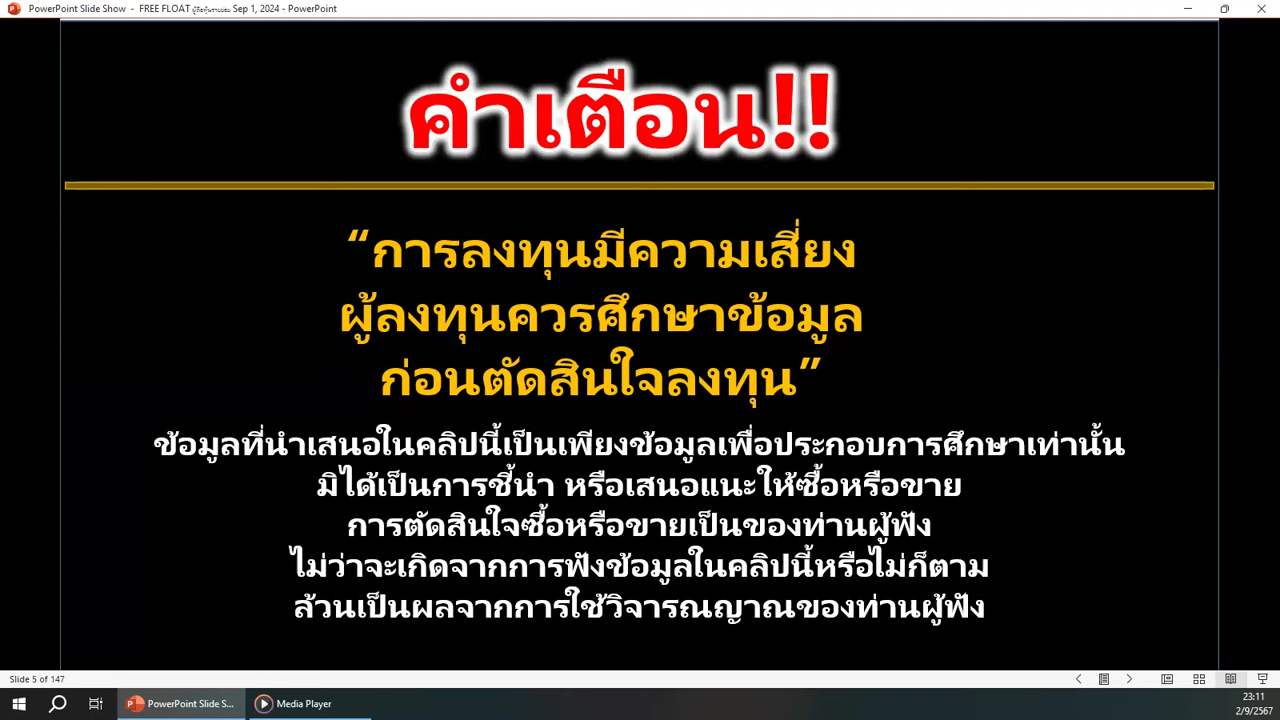 PowerPoint Slide Show - FREE FLOAT ผู้ถือหุ้นรายย่อย Sep 1, 2024 - PowerPoint
คำเตือน!!
“การลงทุนมีความเสี่ยง
ผู้ลงทุนควรศึกษาข้อมูล
ก่อนตัดสินใจลงทุน”
ข้อมูลที่นำเสนอในคลิปนี้เป็นเพียงข้อมูลเพื่อประกอบการศึกษาเท่านั้น
มิได้เป็นการชี้นำ หรือเสนอแนะให้ซื้อหรือขาย
การตัดสินใจซื้อหรือขายเป็นของท่านผู้ฟัง
ไม่ว่าจะเกิดจากการฟังข้อมูลในคลิปนี้หรือไม่ก็ตาม
ล้วนเป็นผลจากการใช้วิจารณญาณของท่านผู้ฟัง
Slide 5 of 147
PowerPoint Slide S... Media Player 23:11
2/9/2567